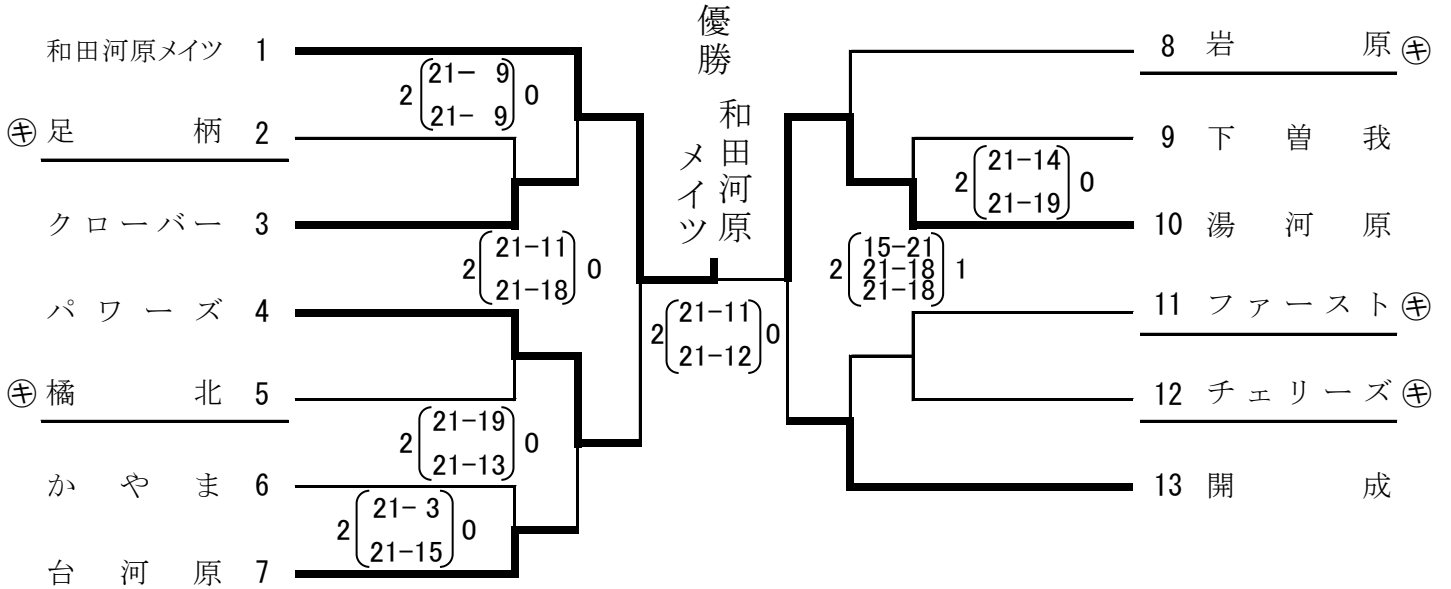 優勝
和田河原メイツ
和田河原メイツ 1
2 21- 9 0
21- 9
㋖ 足柄 2
クローバー 3
2 21-11 0
21-18
パワーズ 4
㋖ 橘北 5
2 21-19 0
21-13
かやま 6
2 21- 3 0
21-15
台河原 7
2 21-11 0
21-12
8 岩原 ㋖
9 下曽我
2 21-14 0
21-19
10 湯河原
15-21
2 21-18 1
21-18
11 ファースト ㋖
12 チェリーズ ㋖
13 開成